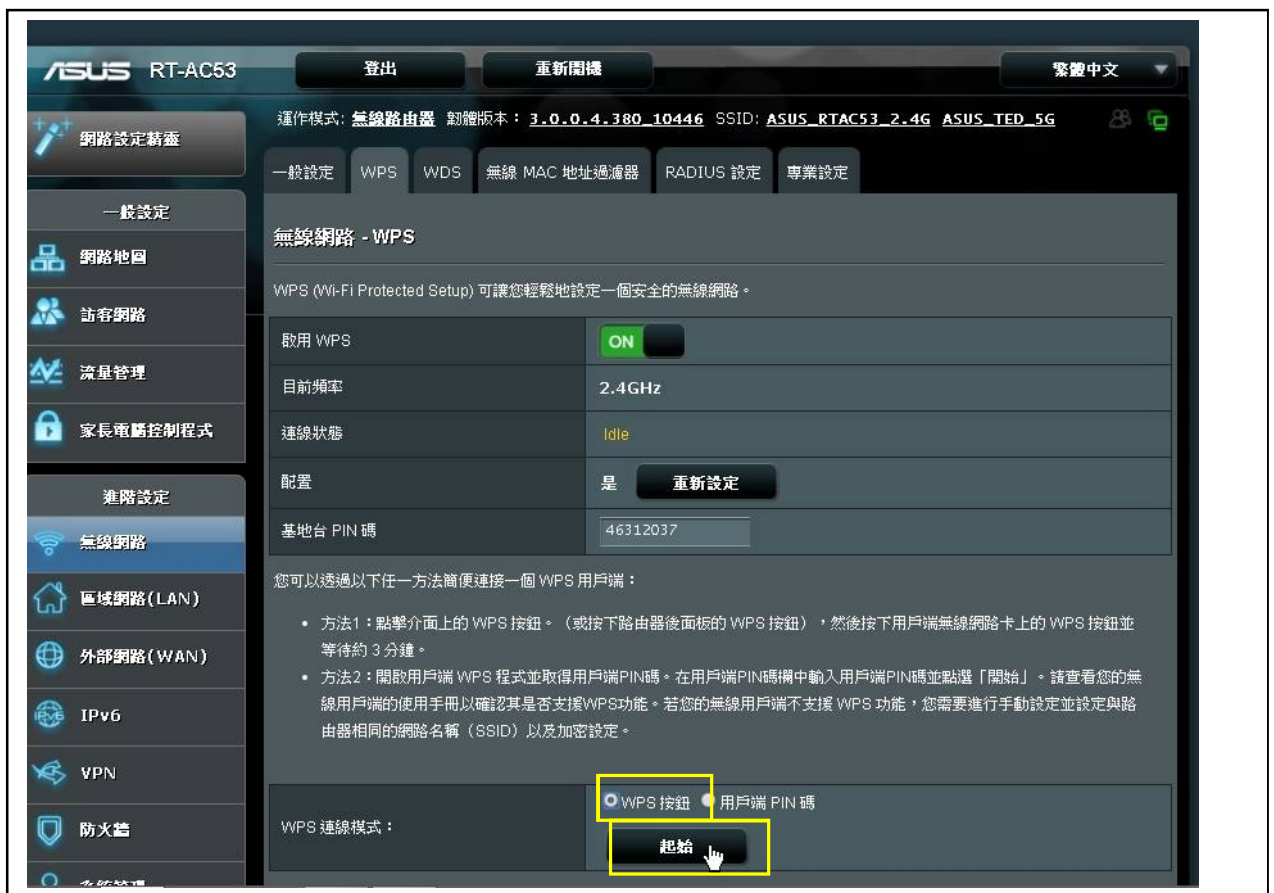 ASUS RT-AC53 登出 重新開機 繁體中文
運作模式: 無線路由器 韌體版本： 3.0.0.4.380_10446 SSID: ASUS_RTAC53_2.4G ASUS_TED_5G
網路設定精靈
一般設定 WPS WDS 無線 MAC 地址過濾器 RADIUS 設定 專業設定
一般設定
網路地圖
訪客網路
流量管理
家長電腦控制程式
進階設定
無線網路
區域網路(LAN)
外部網路(WAN)
IPv6
VPN
防火牆
系統管理
無線網路 - WPS
WPS (Wi-Fi Protected Setup) 可讓您輕鬆地設定一個安全的無線網路。
啟用 WPS ON
目前頻率 2.4GHz
連線狀態 Idle
配置 是 重新設定
基地台 PIN 碼 46312037
您可以透過以下任一方法簡便連接一個 WPS 用戶端：
• 方法1：點擊介面上的 WPS 按鈕。（或按下路由器後面板的 WPS 按鈕），然後按下用戶端無線網路卡上的 WPS 按鈕並
等待約 3 分鐘。
• 方法2：開啟用戶端 WPS 程式並取得用戶端PIN碼。在用戶端PIN碼欄中輸入用戶端PIN碼並點選「開始」。請查看您的無
線用戶端的使用手冊以確認其是否支援WPS功能。若您的無線用戶端不支援 WPS 功能，您需要進行手動設定並設定與路
由器相同的網路名稱（SSID）以及加密設定。
WPS 連線模式： WPS 按鈕 用戶端 PIN 碼
起始